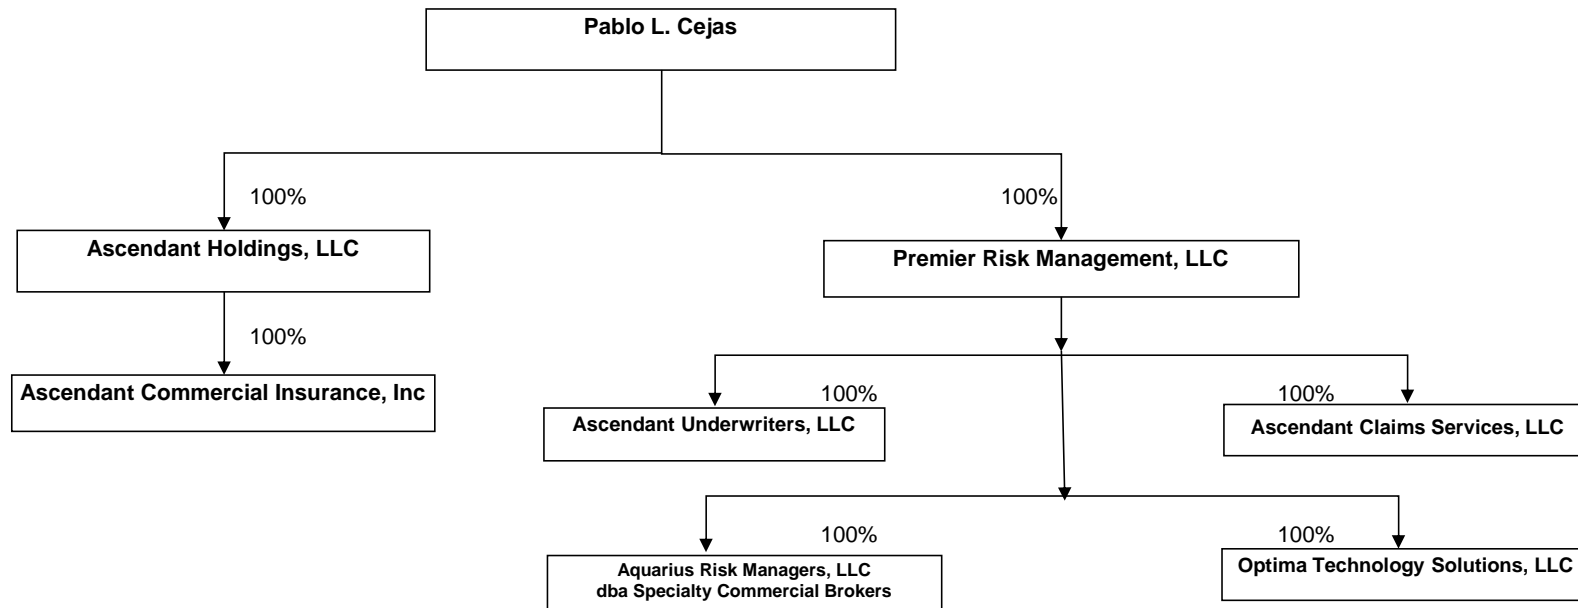 Pablo L. Cejas
100%
100%
Ascendant Holdings, LLC
Premier Risk Management, LLC
100%
Ascendant Commercial Insurance, Inc
100%
100%
Ascendant Underwriters, LLC
Ascendant Claims Services, LLC
100%
100%
Aquarius Risk Managers, LLC
dba Specialty Commercial Brokers
Optima Technology Solutions, LLC